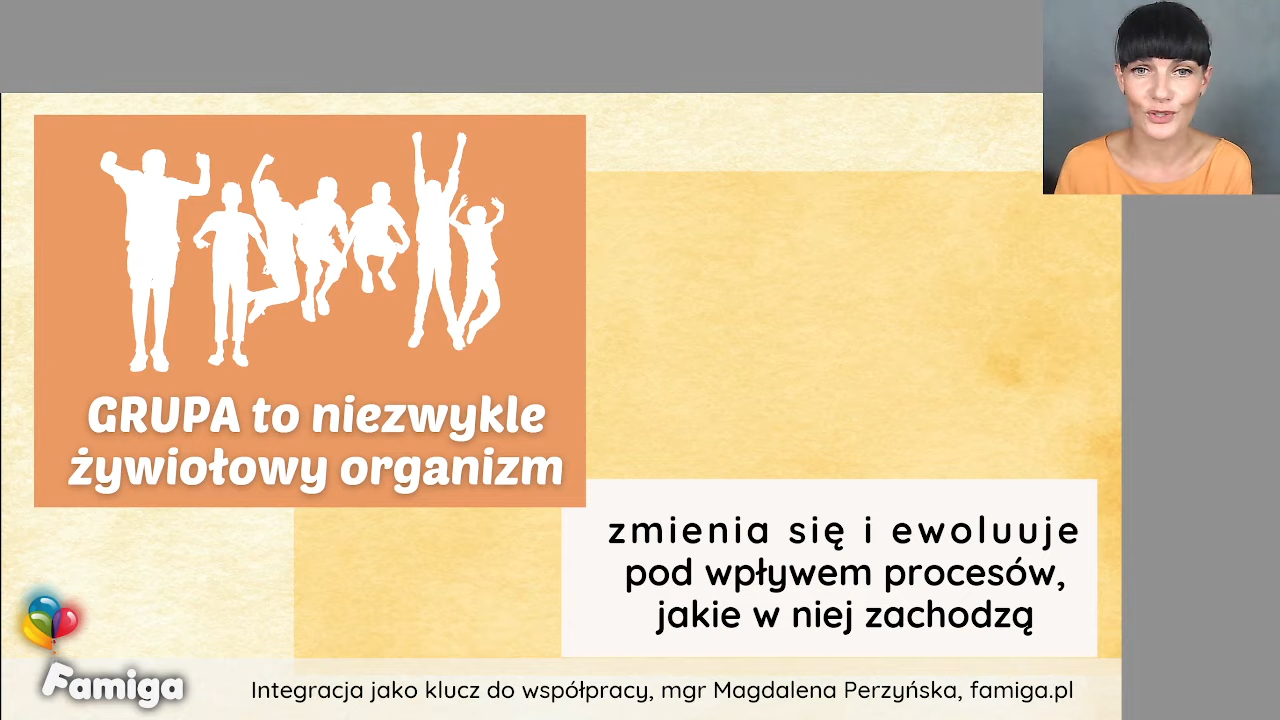 GRUPA to niezwykle
żywiołowy organizm
zmienia się i ewoluuje
pod wpływem procesów,
jakie w niej zachodzą
Famiga
Integracja jako klucz do współpracy, mgr Magdalena Perzyńska, famiga.pl